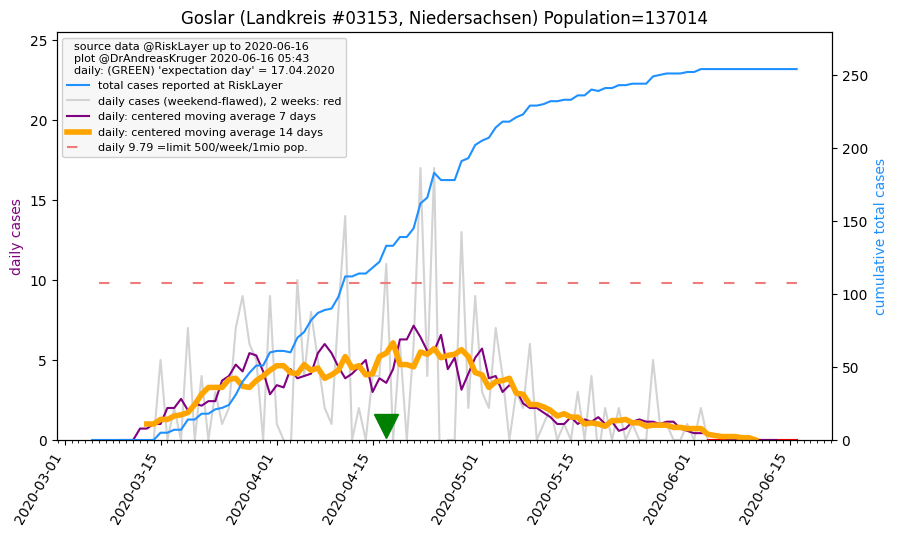 Goslar (Landkreis #03153, Niedersachsen) Population=137014
source data @RiskLayer up to 2020-06-16
plot @DrAndreasKruger 2020-06-16 05:43
daily: (GREEN) 'expectation day' = 17.04.2020
total cases reported at RiskLayer
daily cases (weekend-flawed), 2 weeks: red
daily: centered moving average 7 days
daily: centered moving average 14 days
daily 9.79 =limit 500/week/1mio pop.
daily cases
25
20
15
10
5
0
250
200
150
100
50
0
cumulative total cases
2020-03-01
2020-03-15
2020-04-01
2020-04-15
2020-05-01
2020-05-15
2020-06-01
2020-06-15